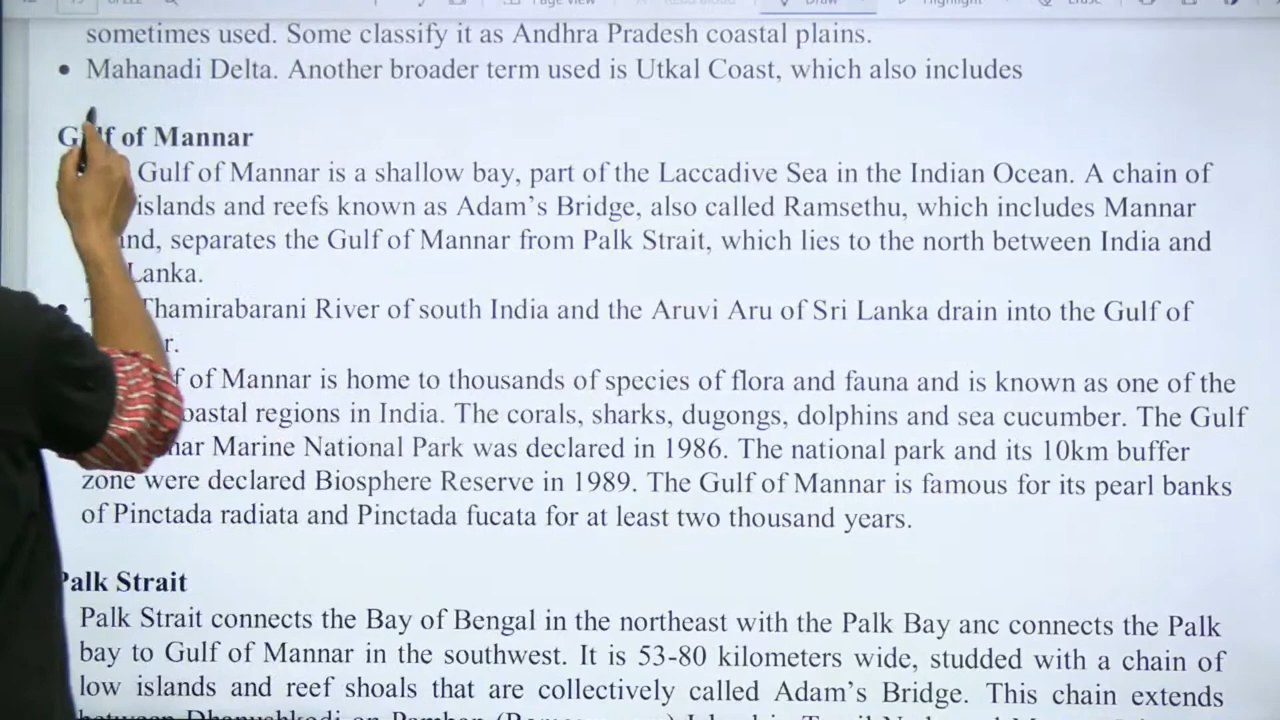 Page view
Draw
Highlight
Erase
sometimes used. Some classify it as Andhra Pradesh coastal plains.
• Mahanadi Delta. Another broader term used is Utkal Coast, which also includes
Gulf of Mannar
Gulf of Mannar is a shallow bay, part of the Laccadive Sea in the Indian Ocean. A chain of
islands and reefs known as Adam's Bridge, also called Ramsethu, which includes Mannar
separates the Gulf of Mannar from Palk Strait, which lies to the north between India and
Lanka.
• Thamirabarani River of south India and the Aruvi Aru of Sri Lanka drain into the Gulf of
of Mannar is home to thousands of species of flora and fauna and is known as one of the
coastal regions in India. The corals, sharks, dugongs, dolphins and sea cucumber. The Gulf
Marine National Park was declared in 1986. The national park and its 10km buffer
zone were declared Biosphere Reserve in 1989. The Gulf of Mannar is famous for its pearl banks
of Pinctada radiata and Pinctada fucata for at least two thousand years.
Palk Strait
Palk Strait connects the Bay of Bengal in the northeast with the Palk Bay anc connects the Palk
bay to Gulf of Mannar in the southwest. It is 53-80 kilometers wide, studded with a chain of
low islands and reef shoals that are collectively called Adam's Bridge. This chain extends